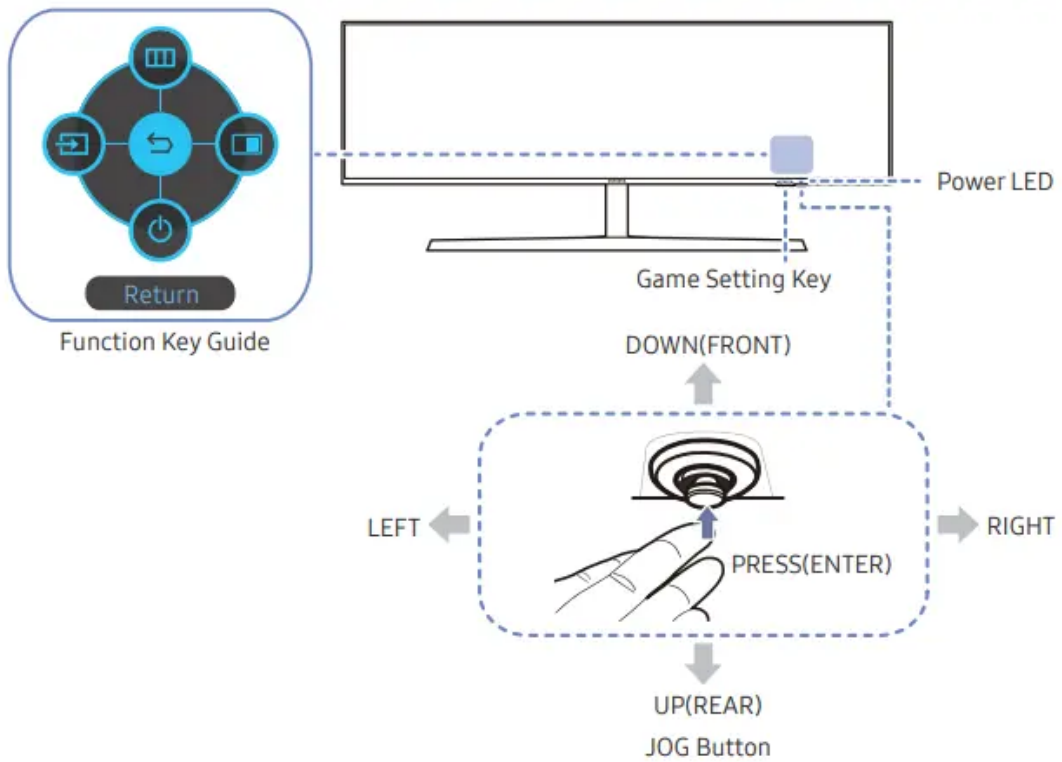 Return
Function Key Guide
Power LED
Game Setting Key
DOWN(FRONT)
LEFT
RIGHT
PRESS(ENTER)
UP(REAR)
JOG Button